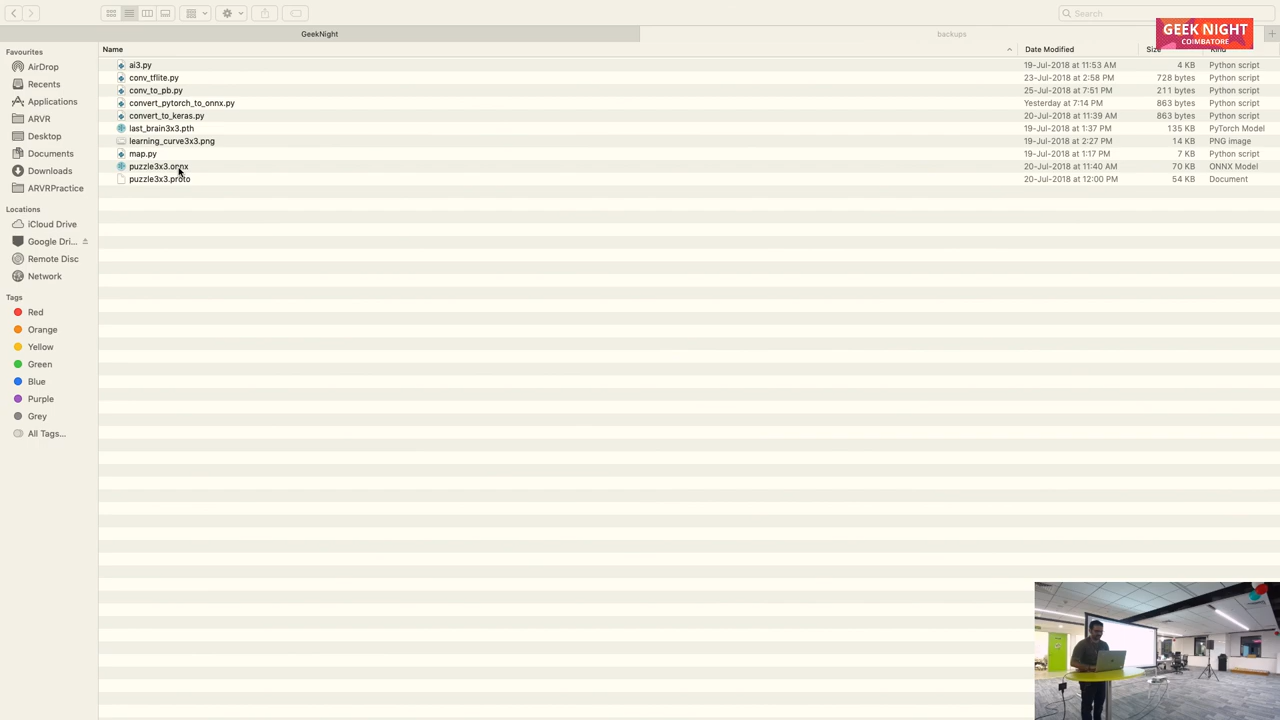 Search
GEEK NIGHT
COIMBATORE
GeekNight
backups
Favourites
AirDrop
Recents
Applications
ARVR
Desktop
Documents
Downloads
ARVRPractice
Locations
iCloud Drive
Google Dri...
Remote Disc
Network
Tags
Red
Orange
Yellow
Green
Blue
Purple
Grey
All Tags...
Name Date Modified Size Kind
ai3.py 19-Jul-2018 at 11:53 AM 4 KB Python script
conv_tflite.py 23-Jul-2018 at 2:58 PM 728 bytes Python script
conv_to_pb.py 25-Jul-2018 at 7:51 PM 211 bytes Python script
convert_pytorch_to_onnx.py Yesterday at 7:14 PM 863 bytes Python script
convert_to_keras.py 20-Jul-2018 at 11:39 AM 863 bytes Python script
last_brain3x3.pth 19-Jul-2018 at 1:37 PM 135 KB PyTorch Model
learning_curve3x3.png 19-Jul-2018 at 2:27 PM 14 KB PNG image
map.py 19-Jul-2018 at 1:17 PM 7 KB Python script
puzzle3x3.onnx 20-Jul-2018 at 11:40 AM 70 KB ONNX Model
puzzle3x3.proto 20-Jul-2018 at 12:00 PM 54 KB Document